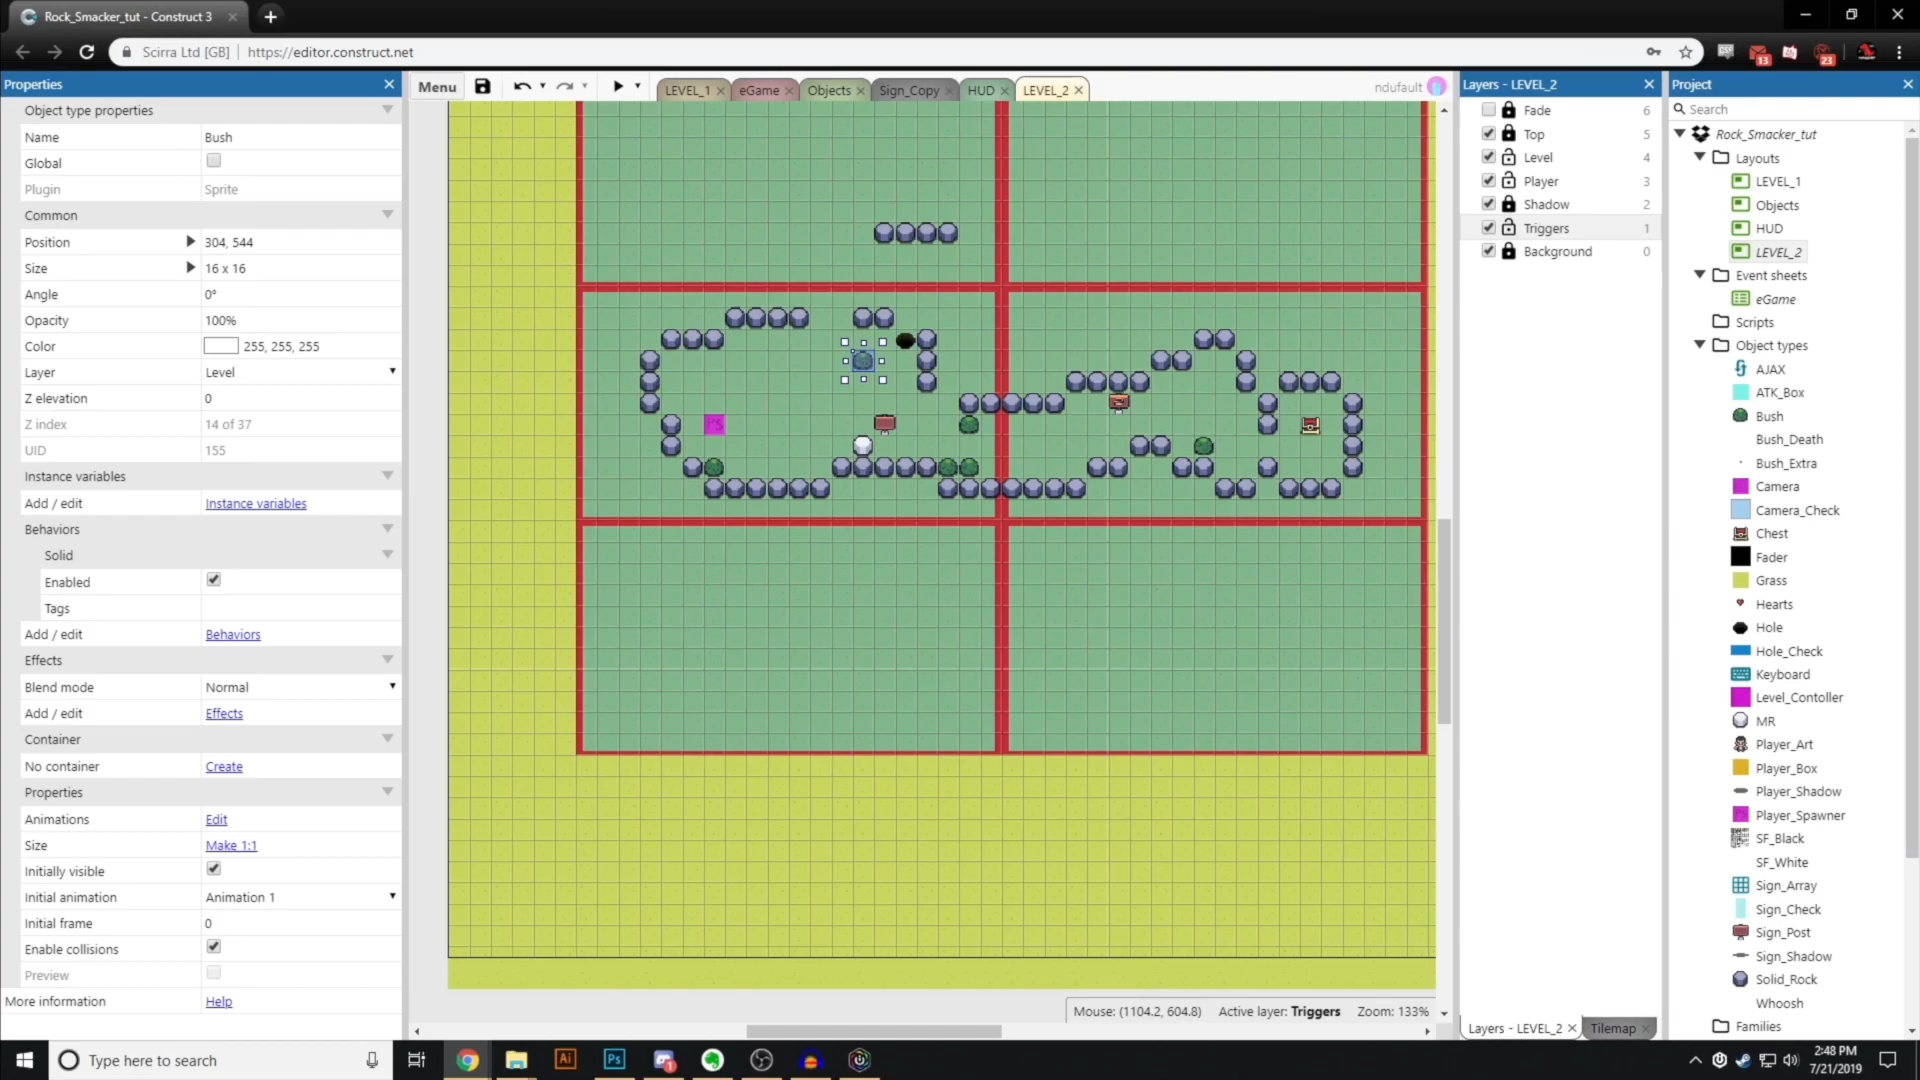 Rock_Smacker_tut - Construct 3
Scirra Ltd [GB] https://editor.construct.net
13
23
Properties
Object type properties
Name Bush
Global
Plugin Sprite
Common
Position 304, 544
Size 16 x 16
Angle 0°
Opacity 100%
Color 255, 255, 255
Layer Level
Z elevation 0
Z index 14 of 37
UID 155
Instance variables
Add / edit Instance variables
Behaviors
Solid
Enabled
Tags
Add / edit Behaviors
Effects
Blend mode Normal
Add / edit Effects
Container
No container Create
Properties
Animations Edit
Size Make 1:1
Initially visible
Initial animation Animation 1
Initial frame 0
Enable collisions
Preview
More information Help
Menu
LEVEL_1
eGame
Objects
Sign_Copy
HUD
LEVEL_2
ndufault
PS
Mouse: (1104.2, 604.8) Active layer: Triggers Zoom: 133%
Layers - LEVEL_2
Fade 6
Top 5
Level 4
Player 3
Shadow 2
Triggers 1
Background 0
Layers - LEVEL_2
Tilemap
Project
Search
Rock_Smacker_tut
Layouts
LEVEL_1
Objects
HUD
LEVEL_2
Event sheets
eGame
Scripts
Object types
AJAX
ATK_Box
Bush
Bush_Death
Bush_Extra
Camera
Camera_Check
Chest
Fader
Grass
Hearts
Hole
Hole_Check
Keyboard
Level_Contoller
MR
Player_Art
Player_Box
Player_Shadow
Player_Spawner
SF_Black
SF_White
Sign_Array
Sign_Check
Sign_Post
Sign_Shadow
Solid_Rock
Whoosh
Families
Type here to search
Ai
Ps
1
2:48 PM
7/21/2019